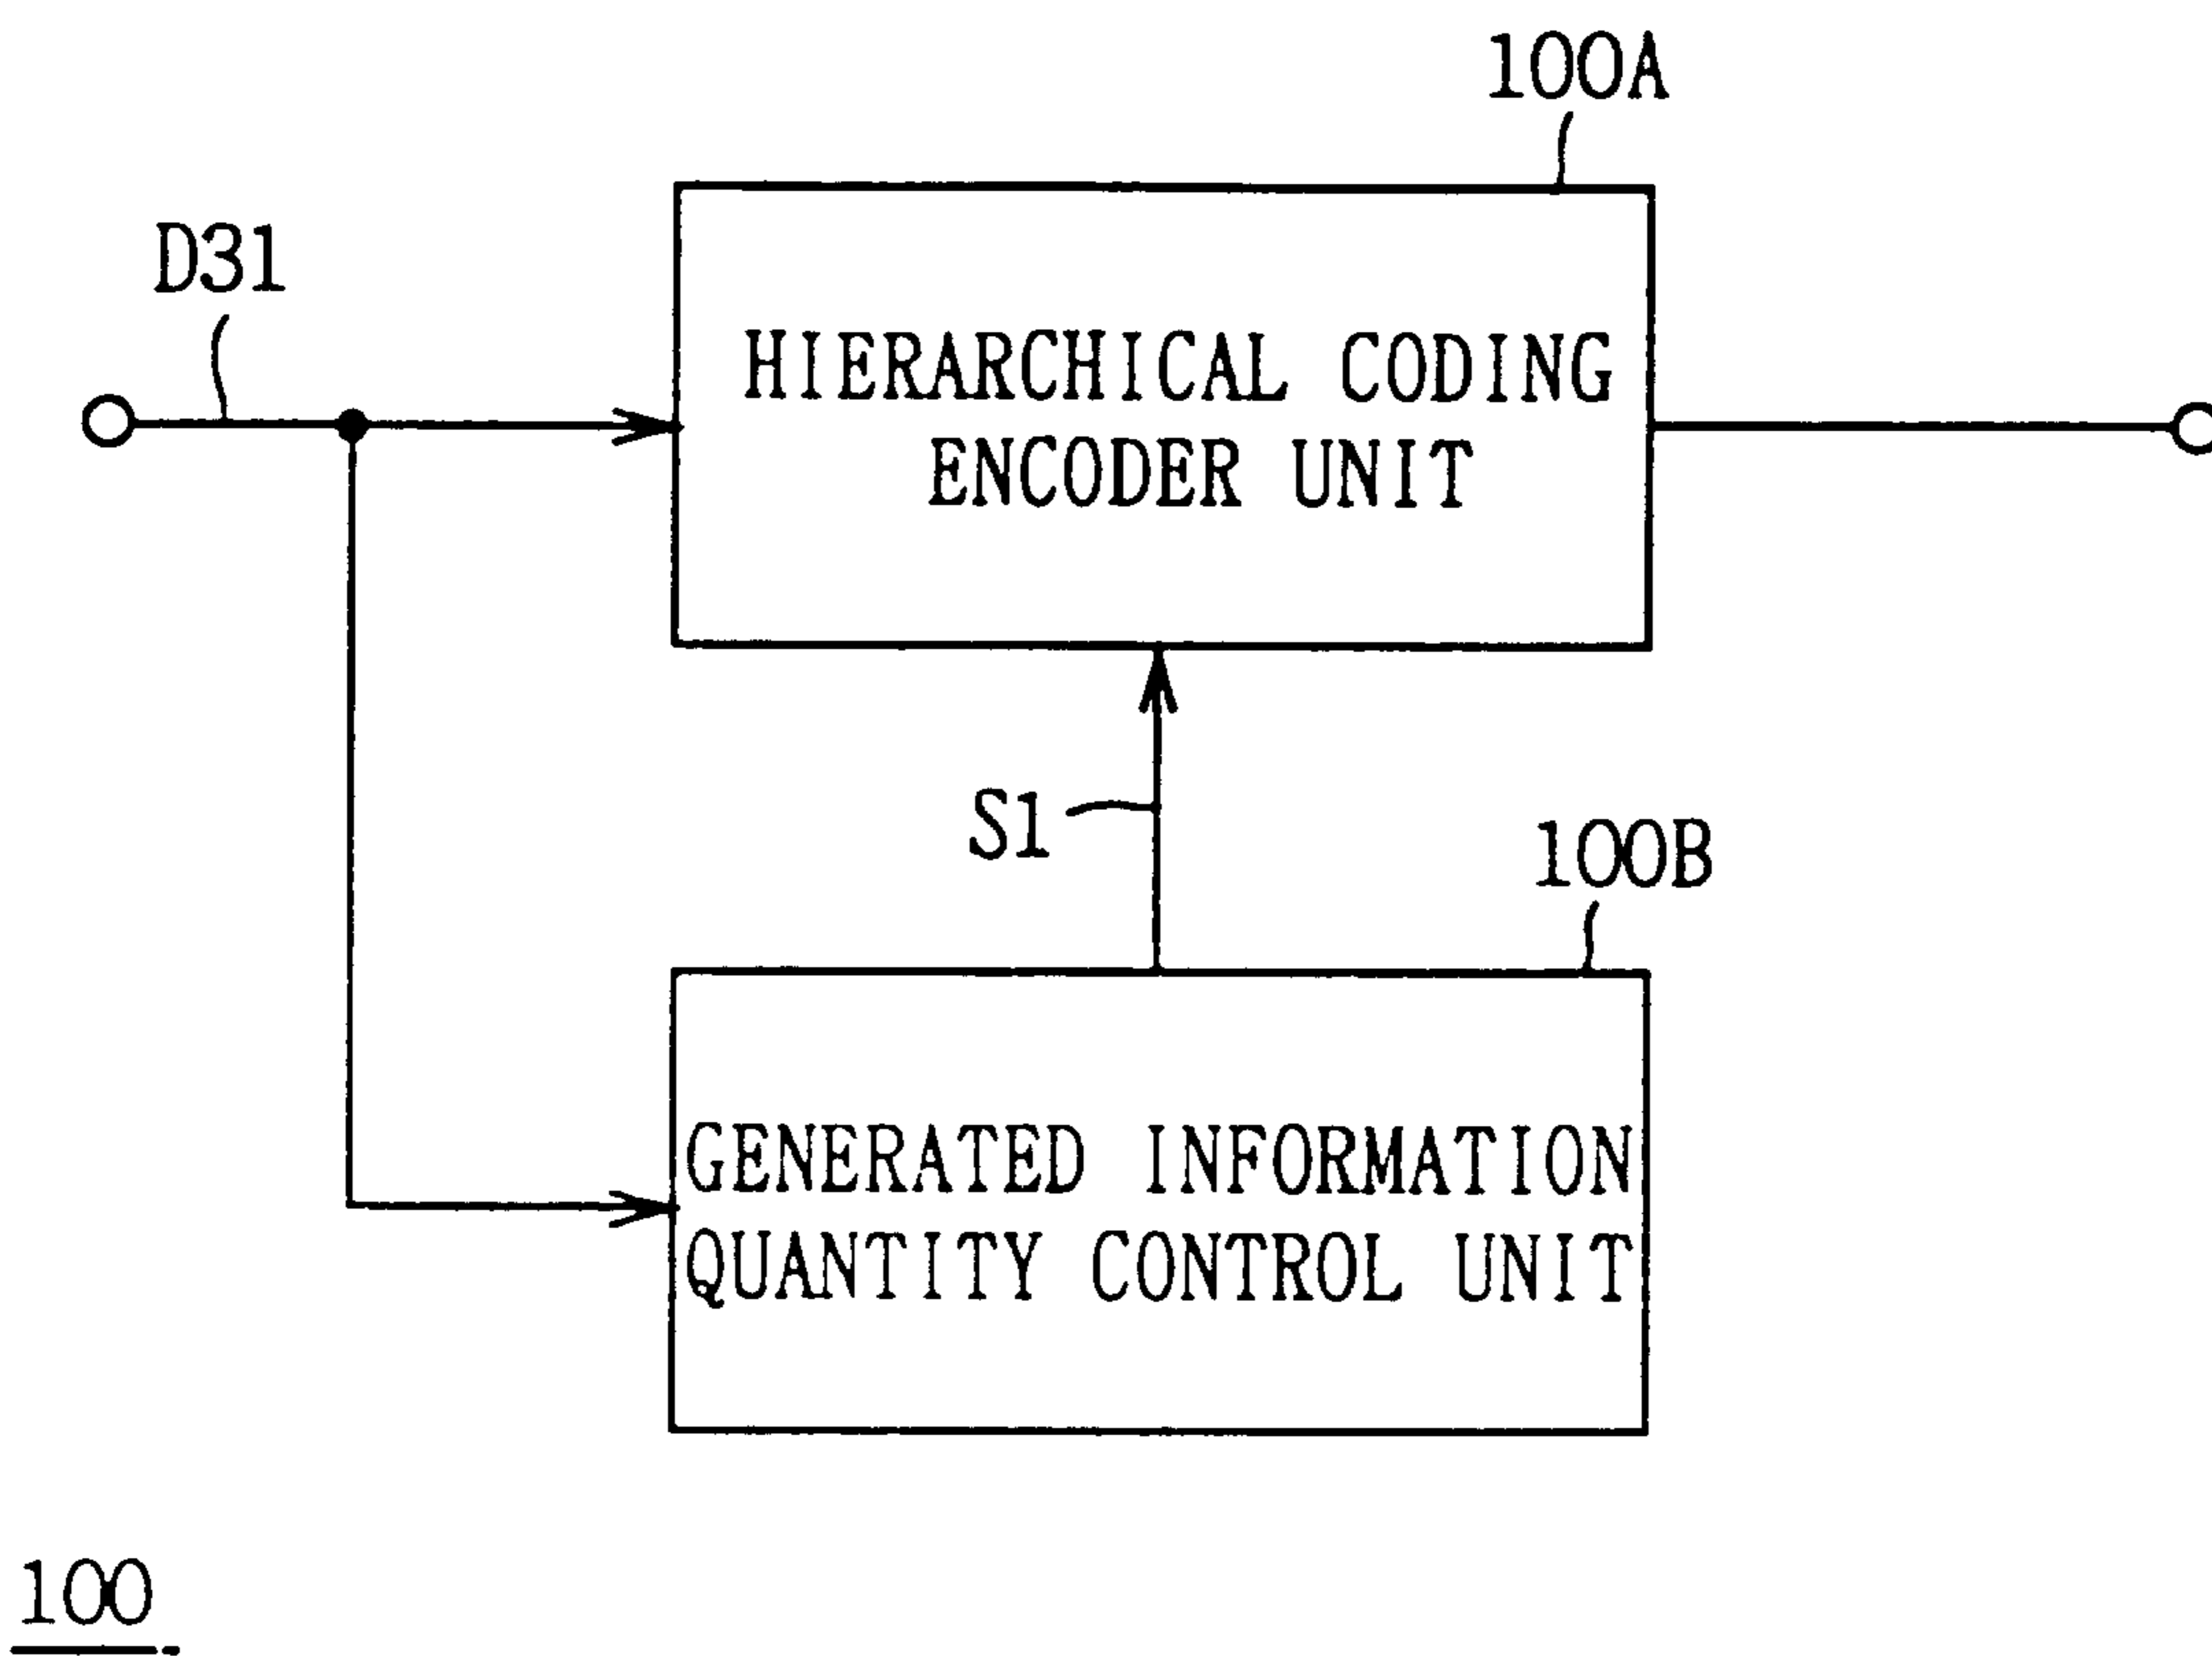 100A
D31
HIERARCHICAL CODING
ENCODER UNIT
S1
100B
GENERATED INFORMATION
QUANTITY CONTROL UNIT
100